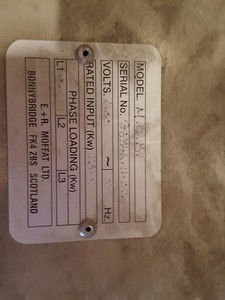 MODEL.
SERIAL No.
VOLTS. ~ Hz.
RATED INPUT (Kw)
PHASE LOADING (Kw)
L1 L2 L3
E. + R. MOFFAT LTD.
BONNYBRIDGE FK4 2BS SCOTLAND